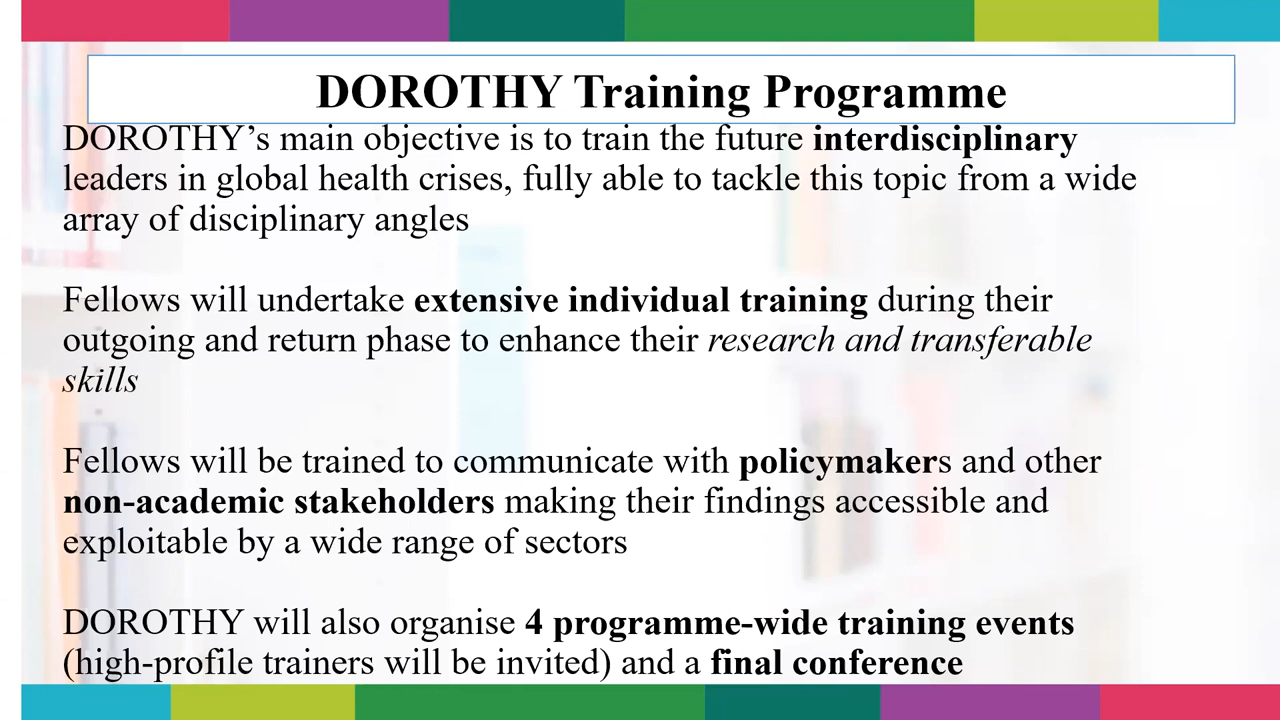 DOROTHY Training Programme
DOROTHY’s main objective is to train the future interdisciplinary
leaders in global health crises, fully able to tackle this topic from a wide
array of disciplinary angles
Fellows will undertake extensive individual training during their
outgoing and return phase to enhance their research and transferable
skills
Fellows will be trained to communicate with policymakers and other
non-academic stakeholders making their findings accessible and
exploitable by a wide range of sectors
DOROTHY will also organise 4 programme-wide training events
(high-profile trainers will be invited) and a final conference